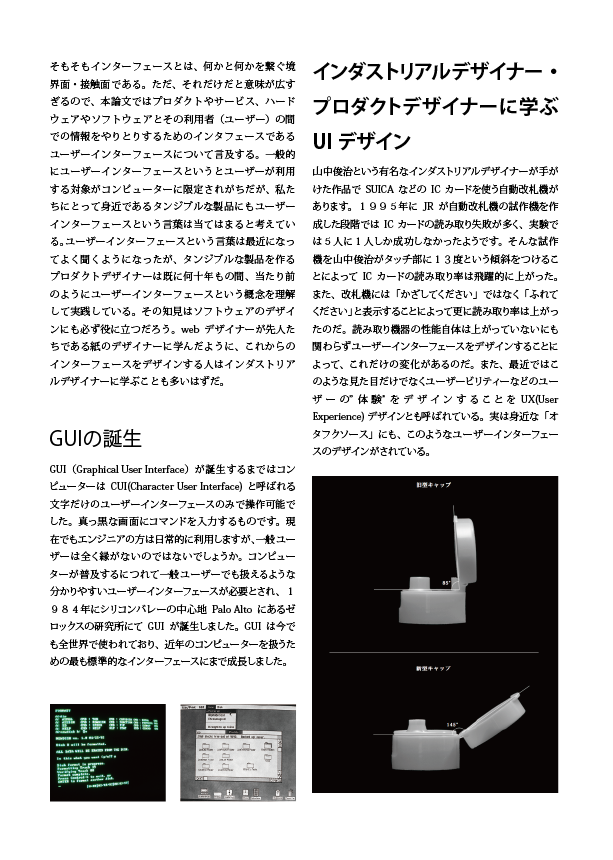 そもそもインターフェースとは、何かと何かを繋ぐ境
界面・接触面である。ただ、それだけだと意味が広す
ぎるので、本論文ではプロダクトやサービス、ハード
ウェアやソフトウェアとその利用者（ユーザー）の間
での情報をやりとりするためのインタフェースである
ユーザーインターフェースについて言及する。一般的
にユーザーインターフェースというとユーザーが利用
する対象がコンピューターに限定されがちだが、私た
ちにとって身近であるタンジブルな製品にもユーザー
インターフェースという言葉は当てはまると考えてい
る。ユーザーインターフェースという言葉は最近になっ
てよく聞くようになったが、タンジブルな製品を作る
プロダクトデザイナーは既に何十年もの間、当たり前
のようにユーザーインターフェースという概念を理解
して実践している。その知見はソフトウェアのデザイ
ンにも必ず役に立つだろう。web デザイナーが先人た
ちである紙のデザイナーに学んだように、これからの
インターフェースをデザインする人はインダストリア
ルデザイナーに学ぶことも多いはずだ。
GUIの誕生
GUI（Graphical User Interface）が誕生するまではコン
ピューターは CUI(Character User Interface) と呼ばれる
文字だけのユーザーインターフェースのみで操作可能で
した。真っ黒な画面にコマンドを入力するものです。現
在でもエンジニアの方は日常的に利用しますが、一般ユー
ザーは全く縁がないのではないでしょうか。コンピュー
ターが普及するにつれて一般ユーザーでも扱えるような
分かりやすいユーザーインターフェースが必要とされ、１
９８４年にシリコンバレーの中心地 Palo Alto にあるゼ
ロックスの研究所にて GUI が誕生しました。GUI は今で
も全世界で使われており、近年のコンピューターを扱うた
めの最も標準的なインターフェースにまで成長しました。
インダストリアルデザイナー・
プロダクトデザイナーに学ぶ
UI デザイン
山中俊治という有名なインダストリアルデザイナーが手が
けた作品で SUICA などの IC カードを使う自動改札機が
あります。１９９５年に JR が自動改札機の試作機を作
成した段階では IC カードの読み取り失敗が多く、実験で
は５人に１人しか成功しなかったようです。そんな試作
機を山中俊治がタッチ部に１３度という傾斜をつけるこ
とによって IC カードの読み取り率は飛躍的に上がった。
また、改札機には「かざしてください」ではなく「ふれて
ください」と表示することによって更に読み取り率は上がっ
たのだ。読み取り機器の性能自体は上がっていないにも
関わらずユーザーインターフェースをデザインすることに
よって、これだけの変化があるのだ。また、最近ではこ
のような見た目だけでなくユーザービリティーなどのユー
ザーの"体験"をデザインすることを UX(User
Experience) デザインとも呼ばれている。実は身近な「オ
タフクソース」にも、このようなユーザーインターフェー
スのデザインがされている。
旧型キャップ
85°
新型キャップ
145°